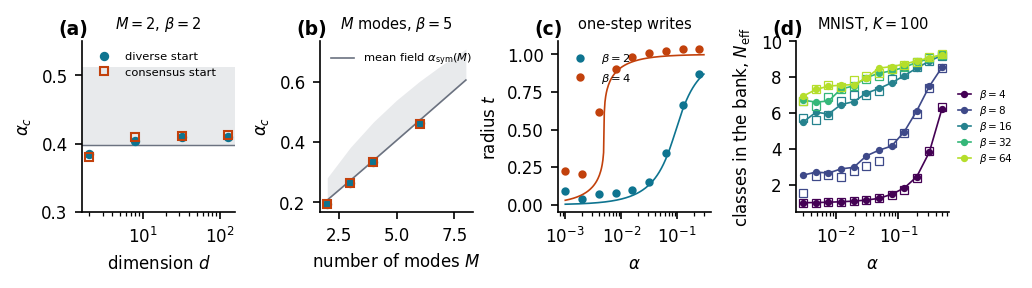 (a) M = 2, β = 2
diverse start
consensus start
α_c
0.5
0.4
0.3
10¹
10²
dimension d
(b) M modes, β = 5
mean field α_sym(M)
α_c
0.6
0.4
0.2
2.5
5.0
7.5
number of modes M
(c) one-step writes
β = 2
β = 4
radius t
1.00
0.75
0.50
0.25
0.00
10⁻³
10⁻²
10⁻¹
α
(d) MNIST, K = 100
classes in the bank, N_eff
10
8
6
4
2
10⁻²
10⁻¹
α
β = 4
β = 8
β = 16
β = 32
β = 64